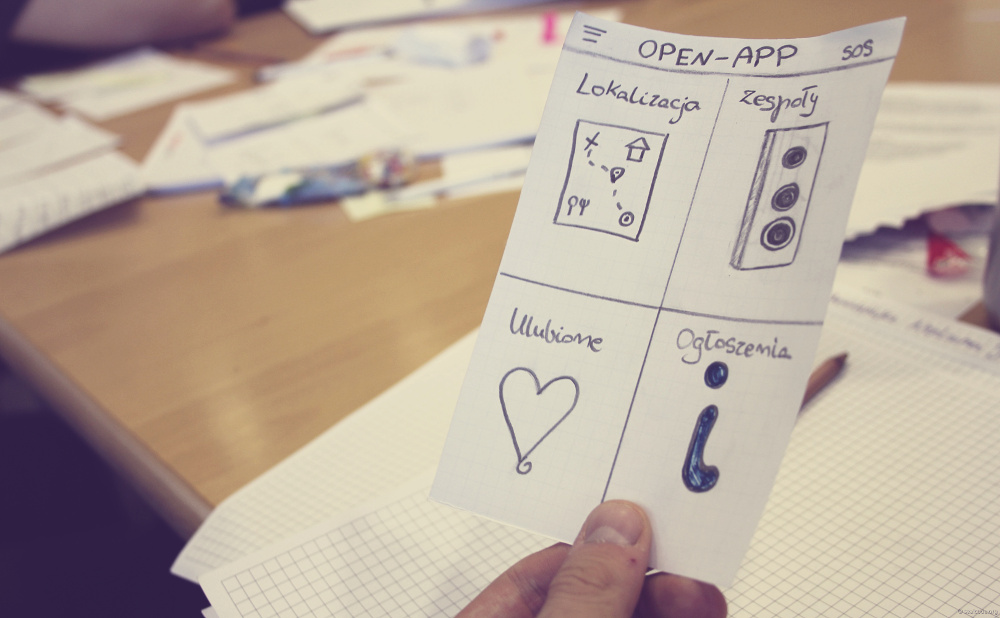 OPEN-APP SOS
Lokalizacja
Zespoły
Ulubione
Ogłoszenia